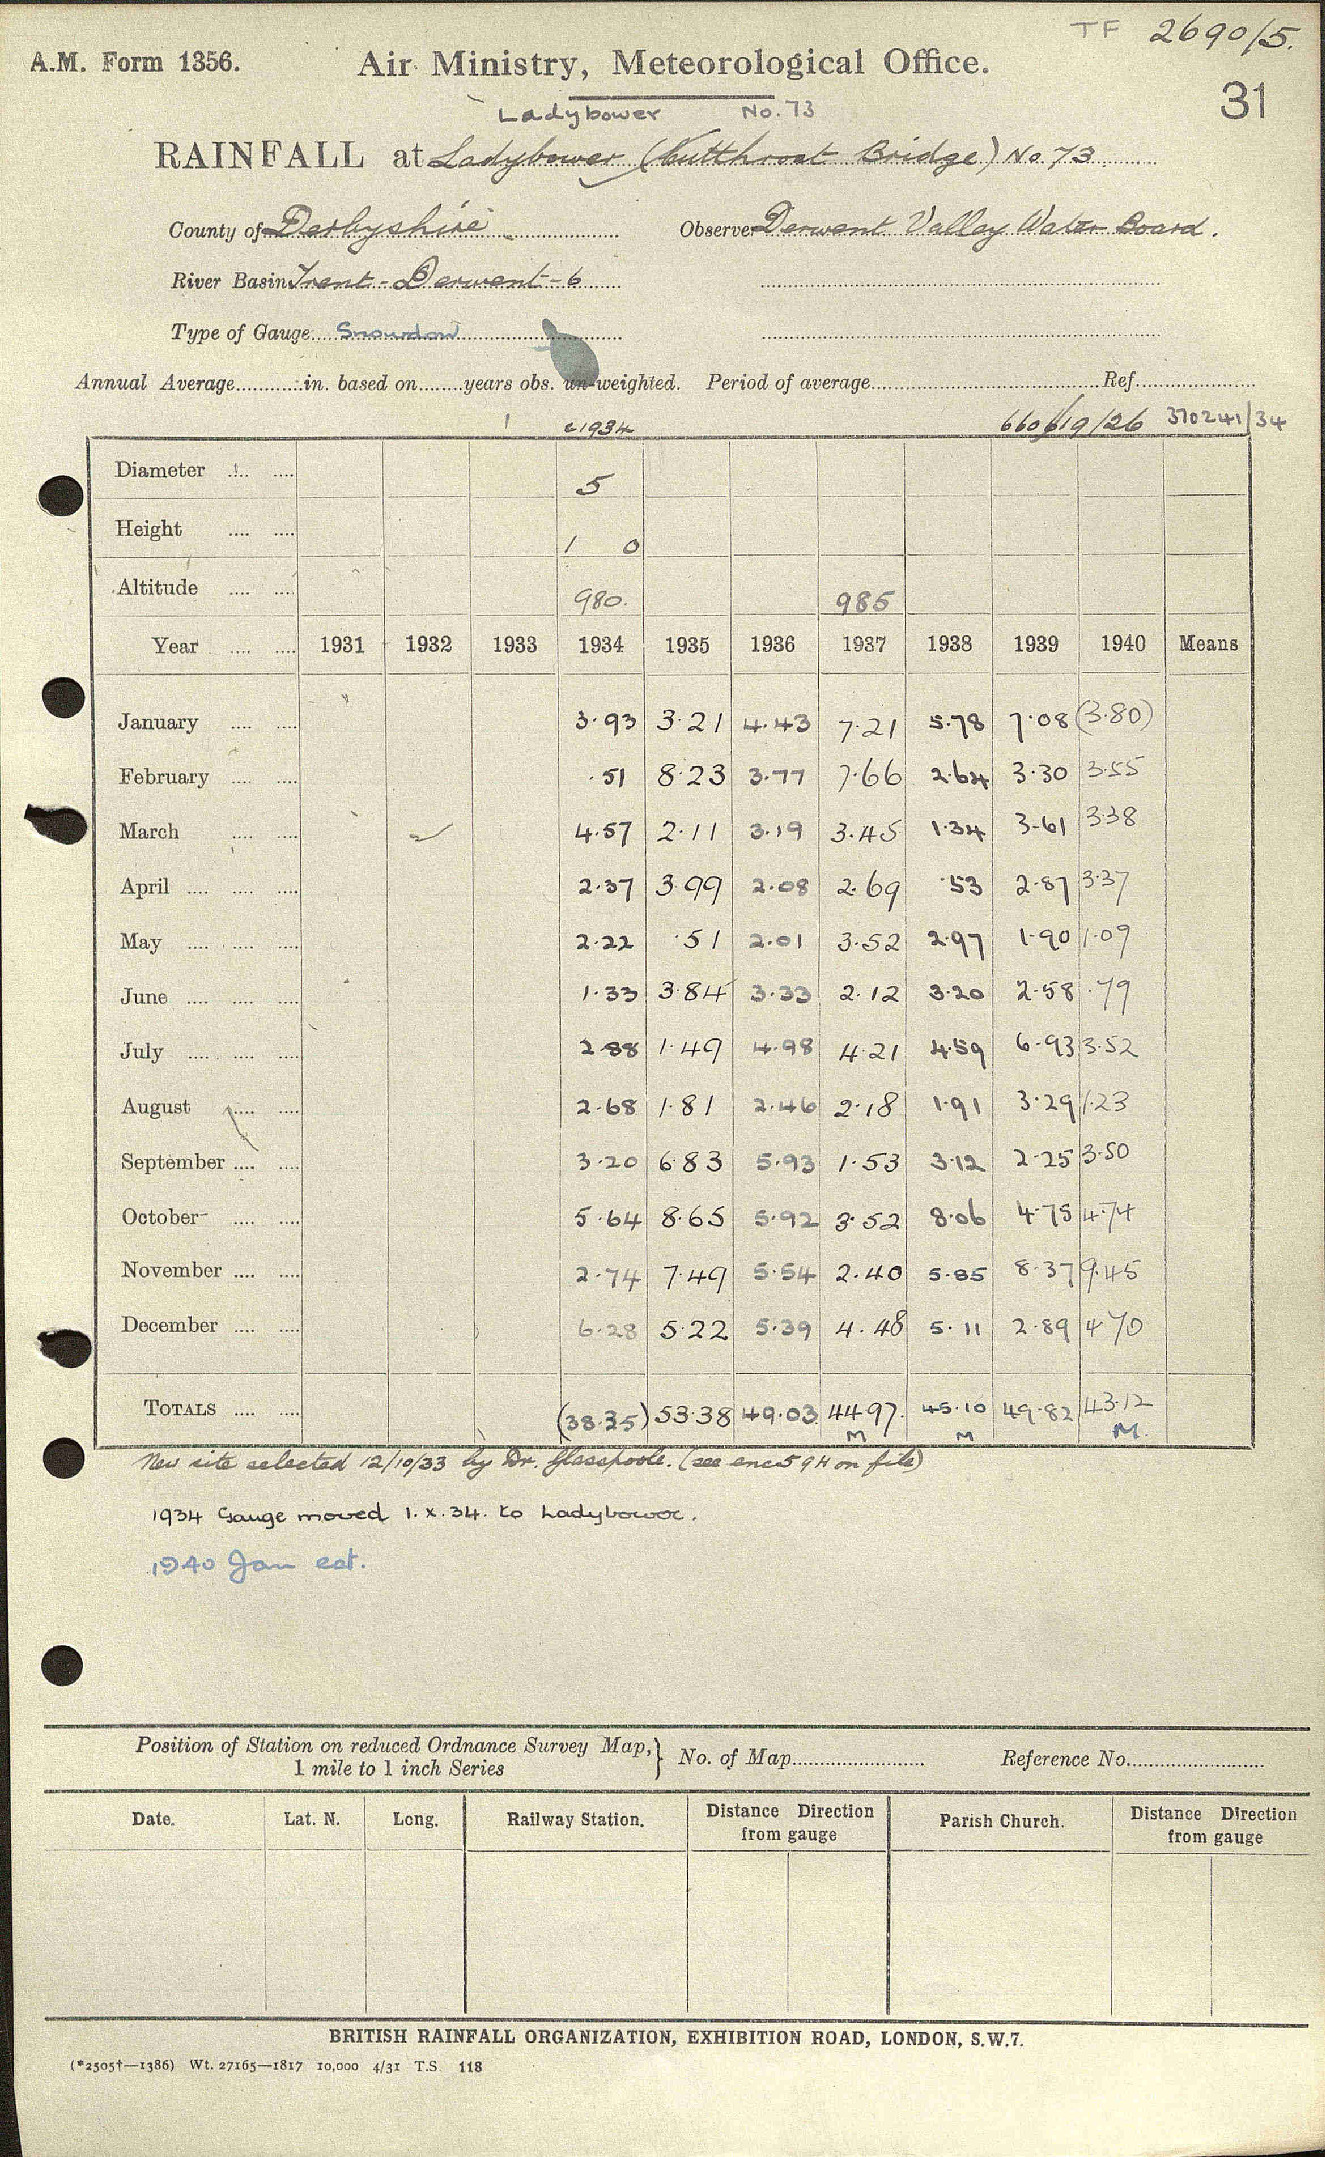 TF 2690/5.
A.M. Form 1356. Air Ministry, Meteorological Office.
31
Ladybower No. 73
RAINFALL at Ladybower (Cutthroat Bridge) No 73
County of Derbyshire Observer Derwent Valley Water Board.
River Basin Trent - Derwent - 6
Type of Gauge Snowdon
Annual Average in. based on years obs. un-weighted. Period of average Ref.
1934 660619/26 370241/34
Diameter 5
Height 1 0
Altitude 980. 985
Year 1931 1932 1933 1934 1935 1936 1937 1938 1939 1940 Means
January 3.93 3.21 4.43 7.21 5.78 7.08 (3.80)
February .51 8.23 3.77 7.66 2.64 3.30 3.55
March 4.57 2.11 3.19 3.45 1.34 3.61 3.38
April 2.37 3.99 2.08 2.69 .53 2.87 3.37
May 2.22 .51 2.01 3.52 2.97 1.90 1.09
June 1.33 3.84 3.33 2.12 3.20 2.58 .79
July 2.88 1.49 4.98 4.21 4.59 6.93 3.52
August 2.68 1.81 2.46 2.18 1.91 3.29 1.23
September 3.20 6.83 5.93 1.53 3.12 2.25 3.50
October 5.64 8.65 5.92 3.52 8.06 4.75 4.74
November 2.74 7.49 5.54 2.40 5.85 8.37 9.45
December 6.28 5.22 5.39 4.48 5.11 2.89 4.70
TOTALS (38.35) 53.38 49.03 44.97 45.10 49.82 43.12
M M M.
New site selected 12/10/33 by Dr. Glasspoole. (see enc 59H on file)
1934 Gauge moved 1.X.34. to Ladybower.
1940 Jan est.
Position of Station on reduced Ordnance Survey Map, } No. of Map Reference No.
1 mile to 1 inch Series
Date. Lat. N. Long. Railway Station. Distance Direction from gauge Parish Church. Distance Direction from gauge
BRITISH RAINFALL ORGANIZATION, EXHIBITION ROAD, LONDON, S.W.7.
(*2505†—1386) Wt. 27165—1817 10,000 4/31 T.S. 118